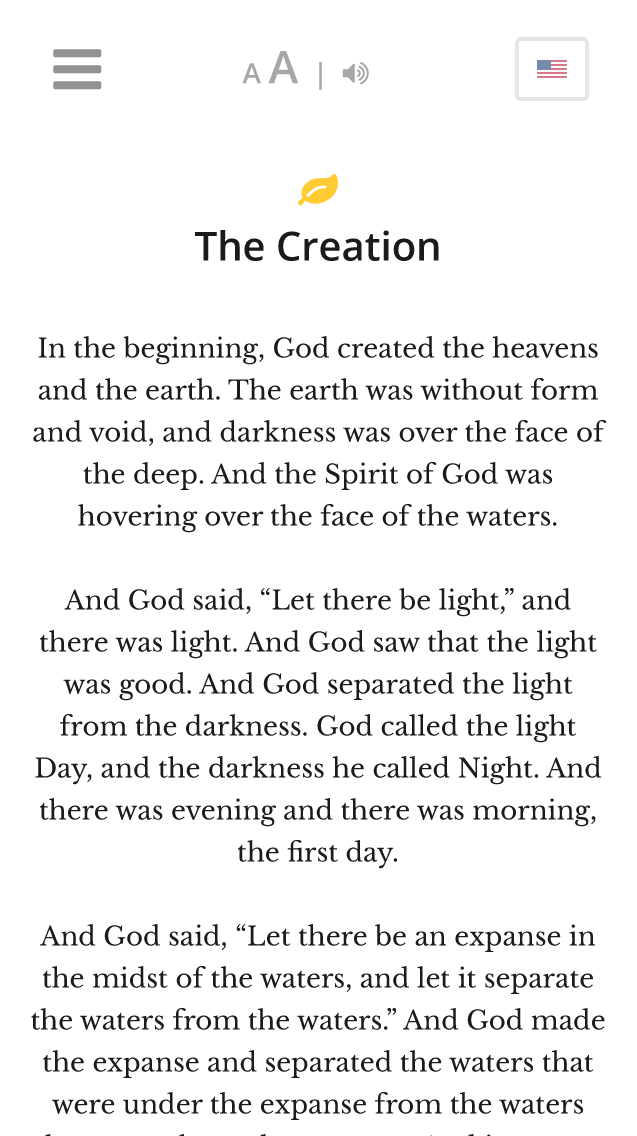 A A |
The Creation
In the beginning, God created the heavens
and the earth. The earth was without form
and void, and darkness was over the face of
the deep. And the Spirit of God was
hovering over the face of the waters.
And God said, “Let there be light,” and
there was light. And God saw that the light
was good. And God separated the light
from the darkness. God called the light
Day, and the darkness he called Night. And
there was evening and there was morning,
the first day.
And God said, “Let there be an expanse in
the midst of the waters, and let it separate
the waters from the waters.” And God made
the expanse and separated the waters that
were under the expanse from the waters